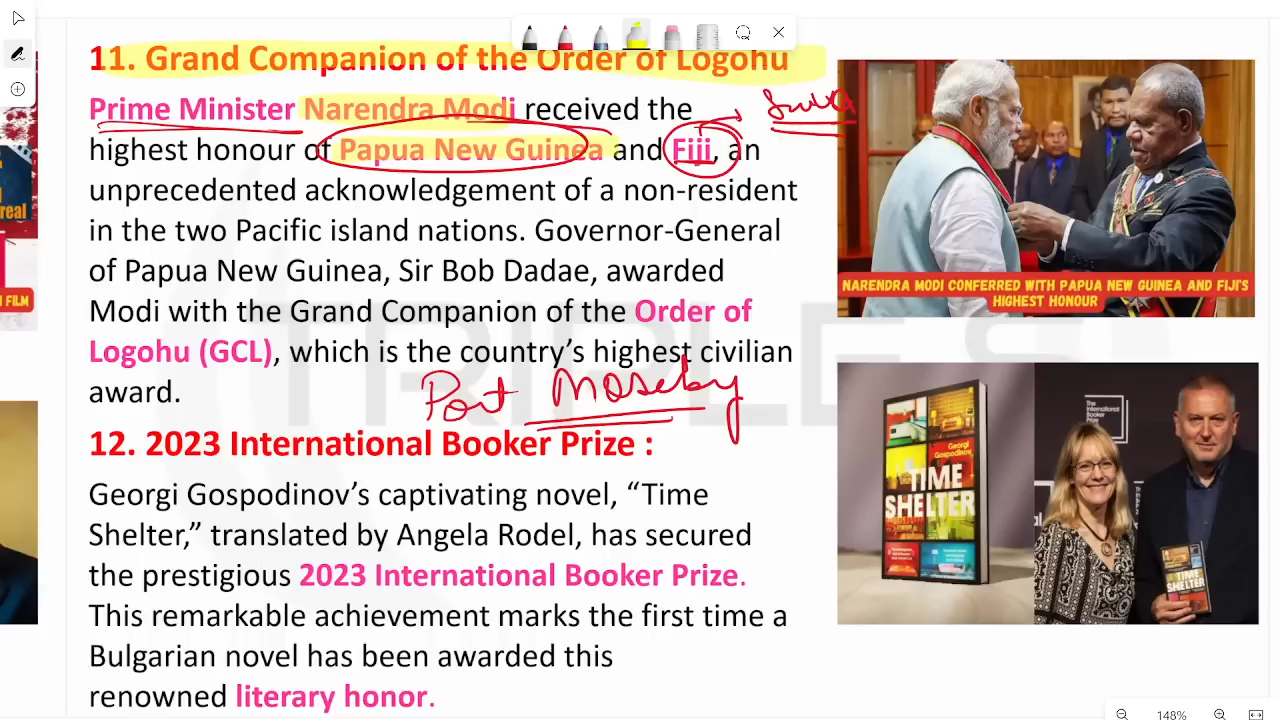 11. Grand Companion of the Order of Logohu
Prime Minister Narendra Modi received the
highest honour of Papua New Guinea and Fiji, an
unprecedented acknowledgement of a non-resident
in the two Pacific island nations. Governor-General
of Papua New Guinea, Sir Bob Dadae, awarded
Modi with the Grand Companion of the Order of
Logohu (GCL), which is the country’s highest civilian
award.
Suva
Port Moseby
12. 2023 International Booker Prize :
Georgi Gospodinov’s captivating novel, “Time
Shelter,” translated by Angela Rodel, has secured
the prestigious 2023 International Booker Prize.
This remarkable achievement marks the first time a
Bulgarian novel has been awarded this
renowned literary honor.
NARENDRA MODI CONFERRED WITH PAPUA NEW GUINEA AND FIJI'S
HIGHEST HONOUR
Georgi
Gospodinov
TIME
SHELTER
The
International
Booker
Prize
TIME
SHELTER
TRIPLE S
real
FILM
148%